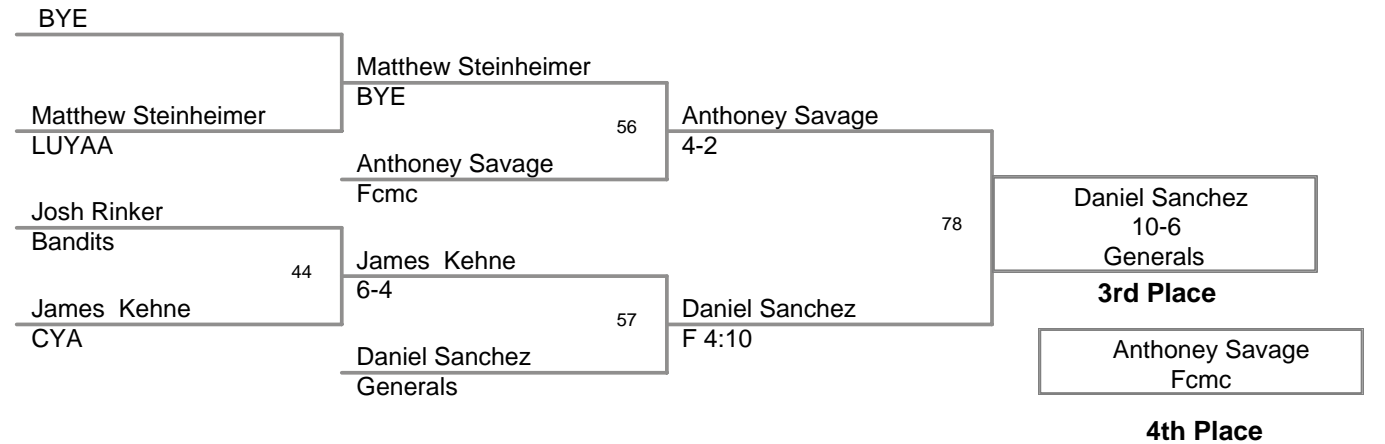 BYE
Matthew Steinheimer
BYE
Matthew Steinheimer
LUYAA
56
Anthoney Savage
4-2
Anthoney Savage
Fcmc
Josh Rinker
Bandits
44
James  Kehne
6-4
James  Kehne
CYA
57
Daniel Sanchez
F 4:10
Daniel Sanchez
Generals
78
Daniel Sanchez
10-6
Generals
3rd Place
Anthoney Savage
Fcmc
4th Place